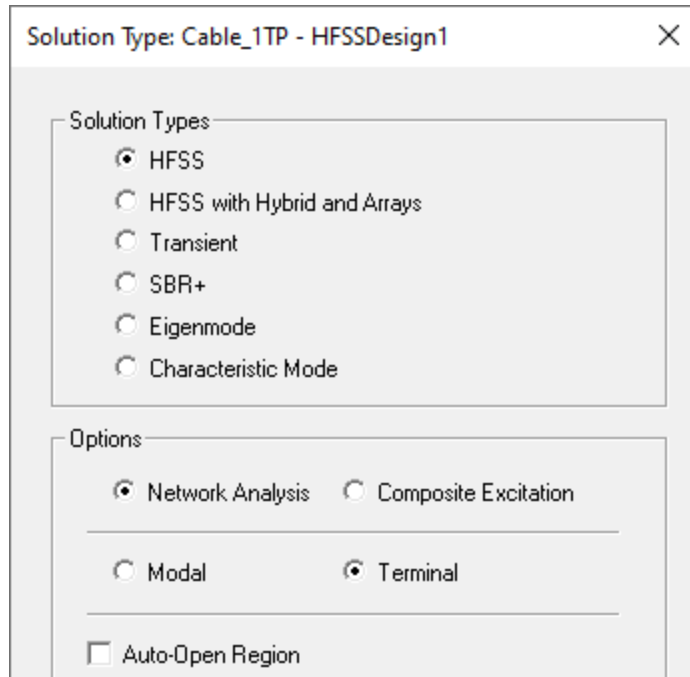 Solution Type: Cable_1TP - HFSSDesign1
Solution Types
HFSS
HFSS with Hybrid and Arrays
Transient
SBR+
Eigenmode
Characteristic Mode
Options
Network Analysis Composite Excitation
Modal Terminal
Auto-Open Region